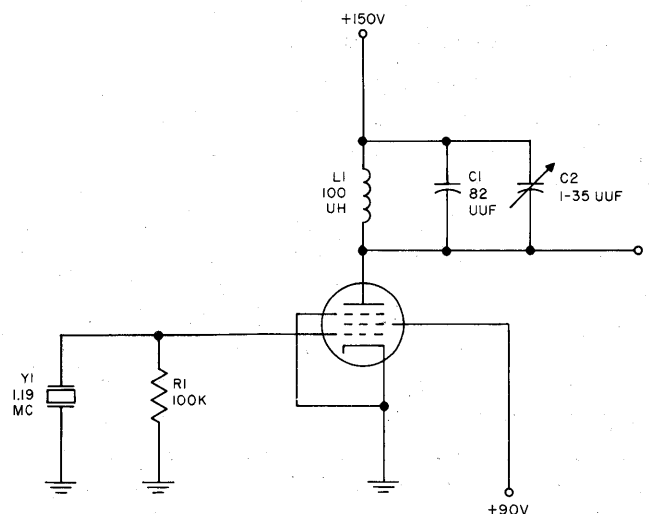 +150V
L1
100
UH
C1
82
UUF
C2
1-35 UUF
Y1
1.19
MC
R1
100K
+90V